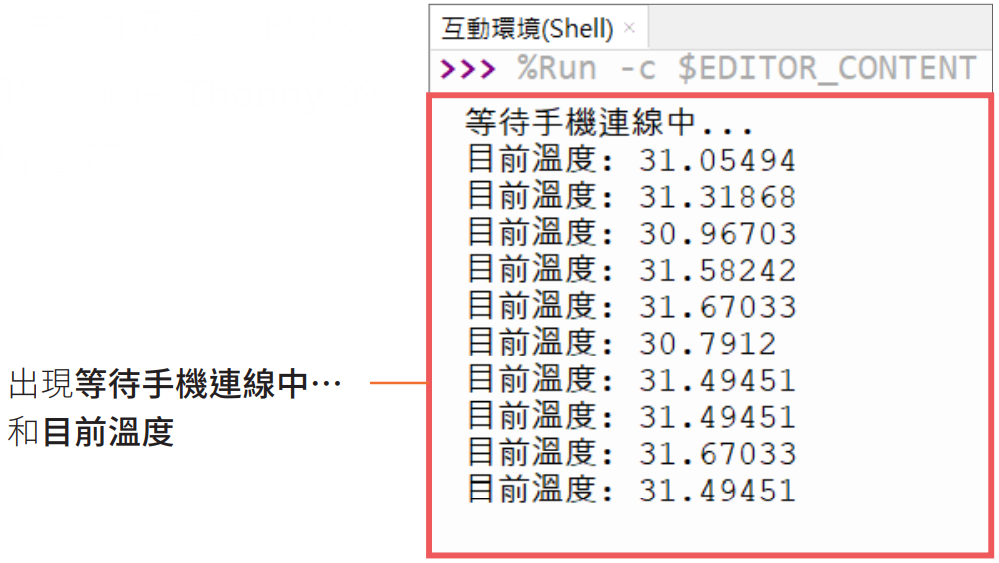 互動環境(Shell) ×
>>> %Run -c $EDITOR_CONTENT
等待手機連線中...
目前溫度: 31.05494
目前溫度: 31.31868
目前溫度: 30.96703
目前溫度: 31.58242
目前溫度: 31.67033
目前溫度: 30.7912
目前溫度: 31.49451
目前溫度: 31.49451
目前溫度: 31.67033
目前溫度: 31.49451
出現等待手機連線中…
和目前溫度